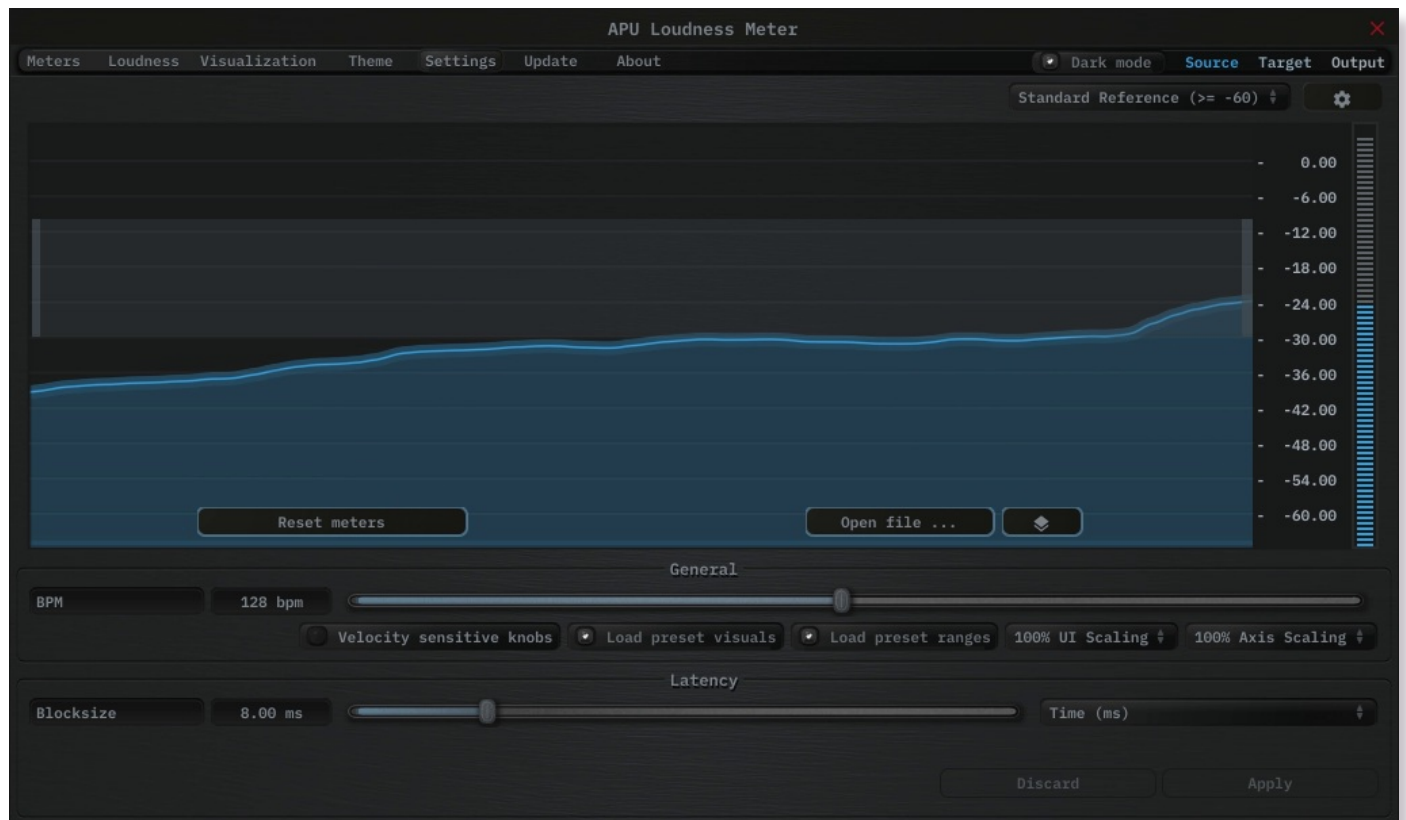 APU Loudness Meter
Meters Loudness Visualization Theme Settings Update About Dark mode Source Target Output
Standard Reference (>= -60)
- 0.00
- -6.00
- -12.00
- -18.00
- -24.00
- -30.00
- -36.00
- -42.00
- -48.00
- -54.00
- -60.00
Reset meters Open file ...
General
BPM 128 bpm
Velocity sensitive knobs Load preset visuals Load preset ranges 100% UI Scaling 100% Axis Scaling
Latency
Blocksize 8.00 ms Time (ms)
Discard Apply